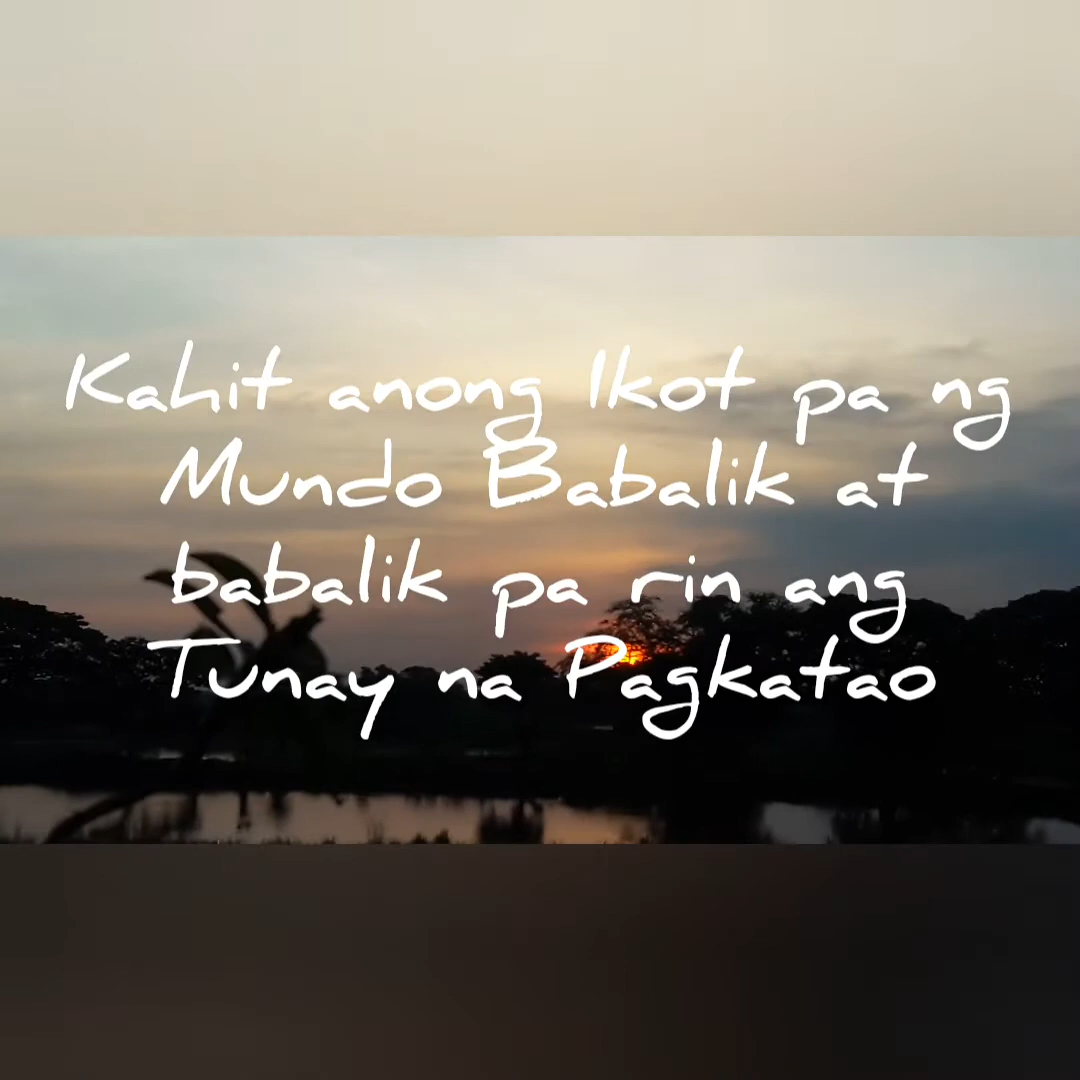 Kahit anong Ikot pa ng
Mundo Babalik at
babalik pa rin ang
Tunay na Pagkatao